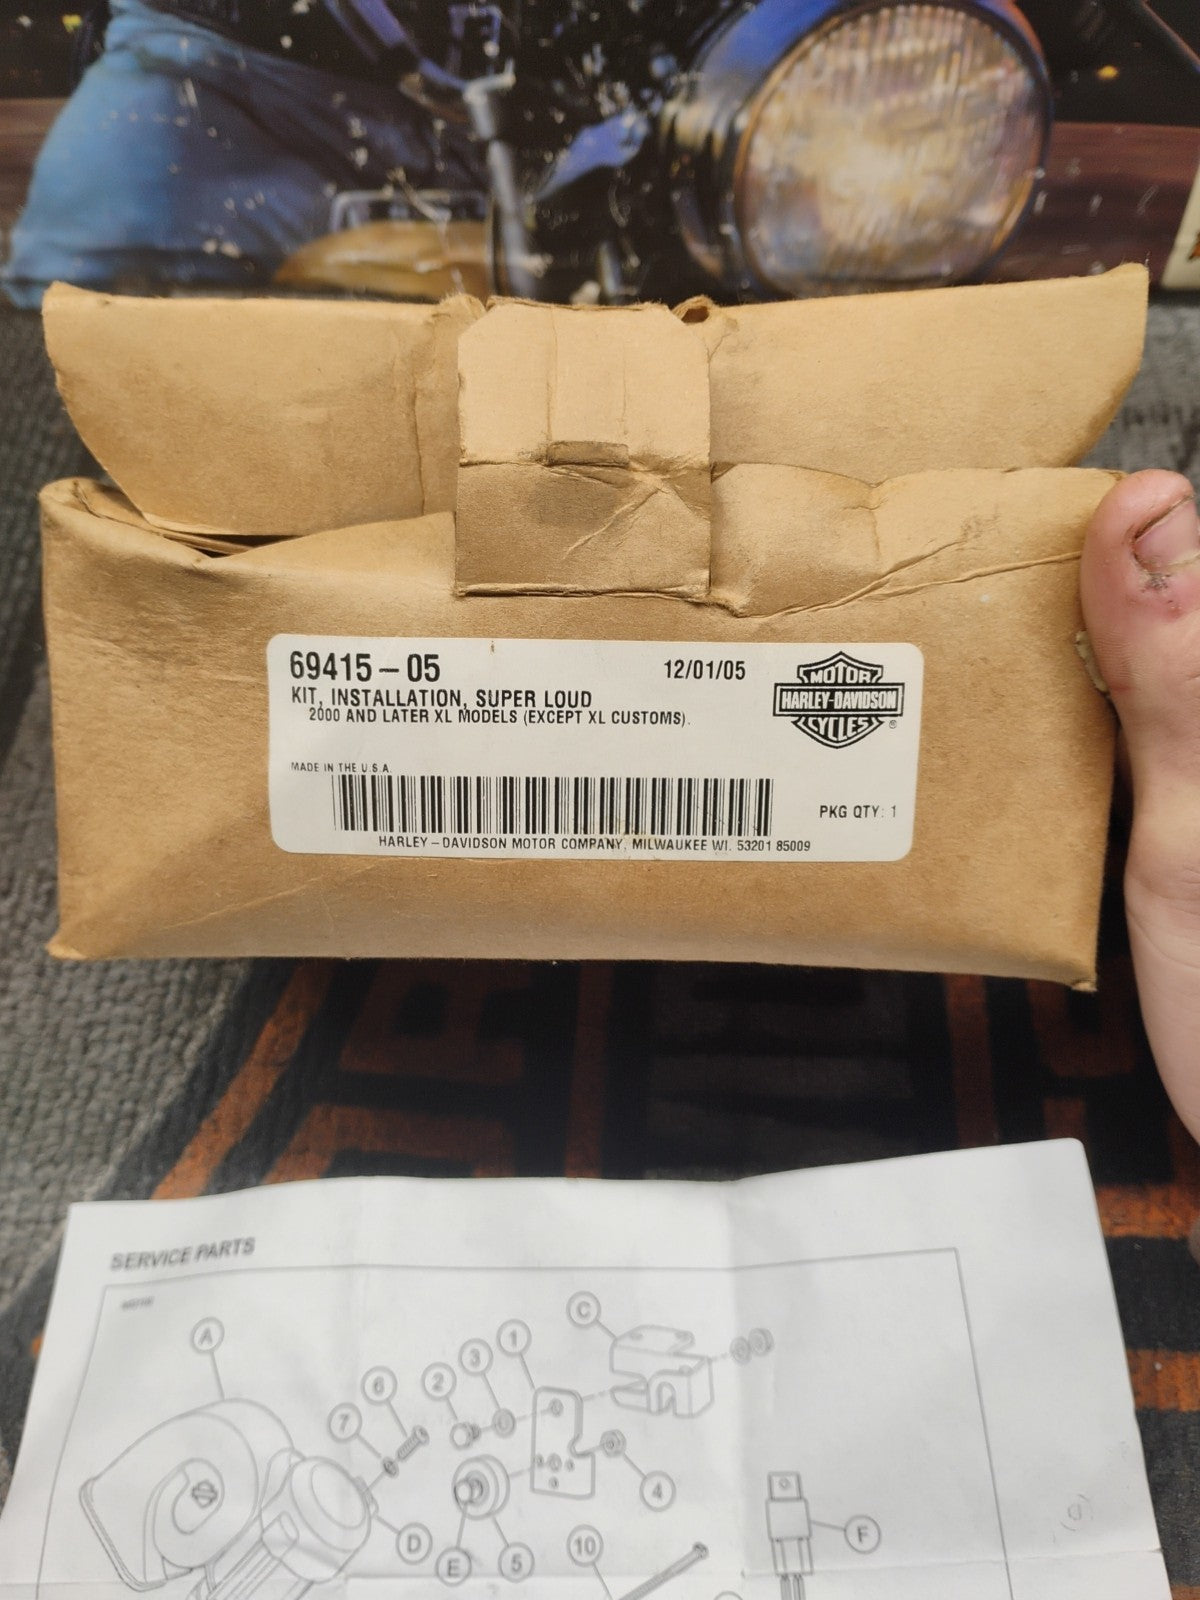 69415-05
12/01/05
KIT, INSTALLATION, SUPER LOUD
2000 AND LATER XL MODELS (EXCEPT XL CUSTOMS).
MOTOR
HARLEY-DAVIDSON
CYCLES
®
MADE IN THE U.S.A.
PKG QTY: 1
HARLEY-DAVIDSON MOTOR COMPANY, MILWAUKEE WI. 53201 85009
SERVICE PARTS
A
C
1
3
2
6
7
4
D
E
5
10
F